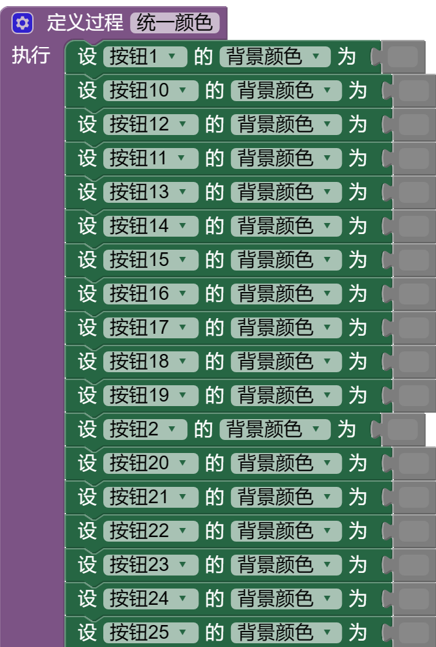 定义过程 统一颜色
执行 设 按钮1 的 背景颜色 为
设 按钮10 的 背景颜色 为
设 按钮12 的 背景颜色 为
设 按钮11 的 背景颜色 为
设 按钮13 的 背景颜色 为
设 按钮14 的 背景颜色 为
设 按钮15 的 背景颜色 为
设 按钮16 的 背景颜色 为
设 按钮17 的 背景颜色 为
设 按钮18 的 背景颜色 为
设 按钮19 的 背景颜色 为
设 按钮2 的 背景颜色 为
设 按钮20 的 背景颜色 为
设 按钮21 的 背景颜色 为
设 按钮22 的 背景颜色 为
设 按钮23 的 背景颜色 为
设 按钮24 的 背景颜色 为
设 按钮25 的 背景颜色 为